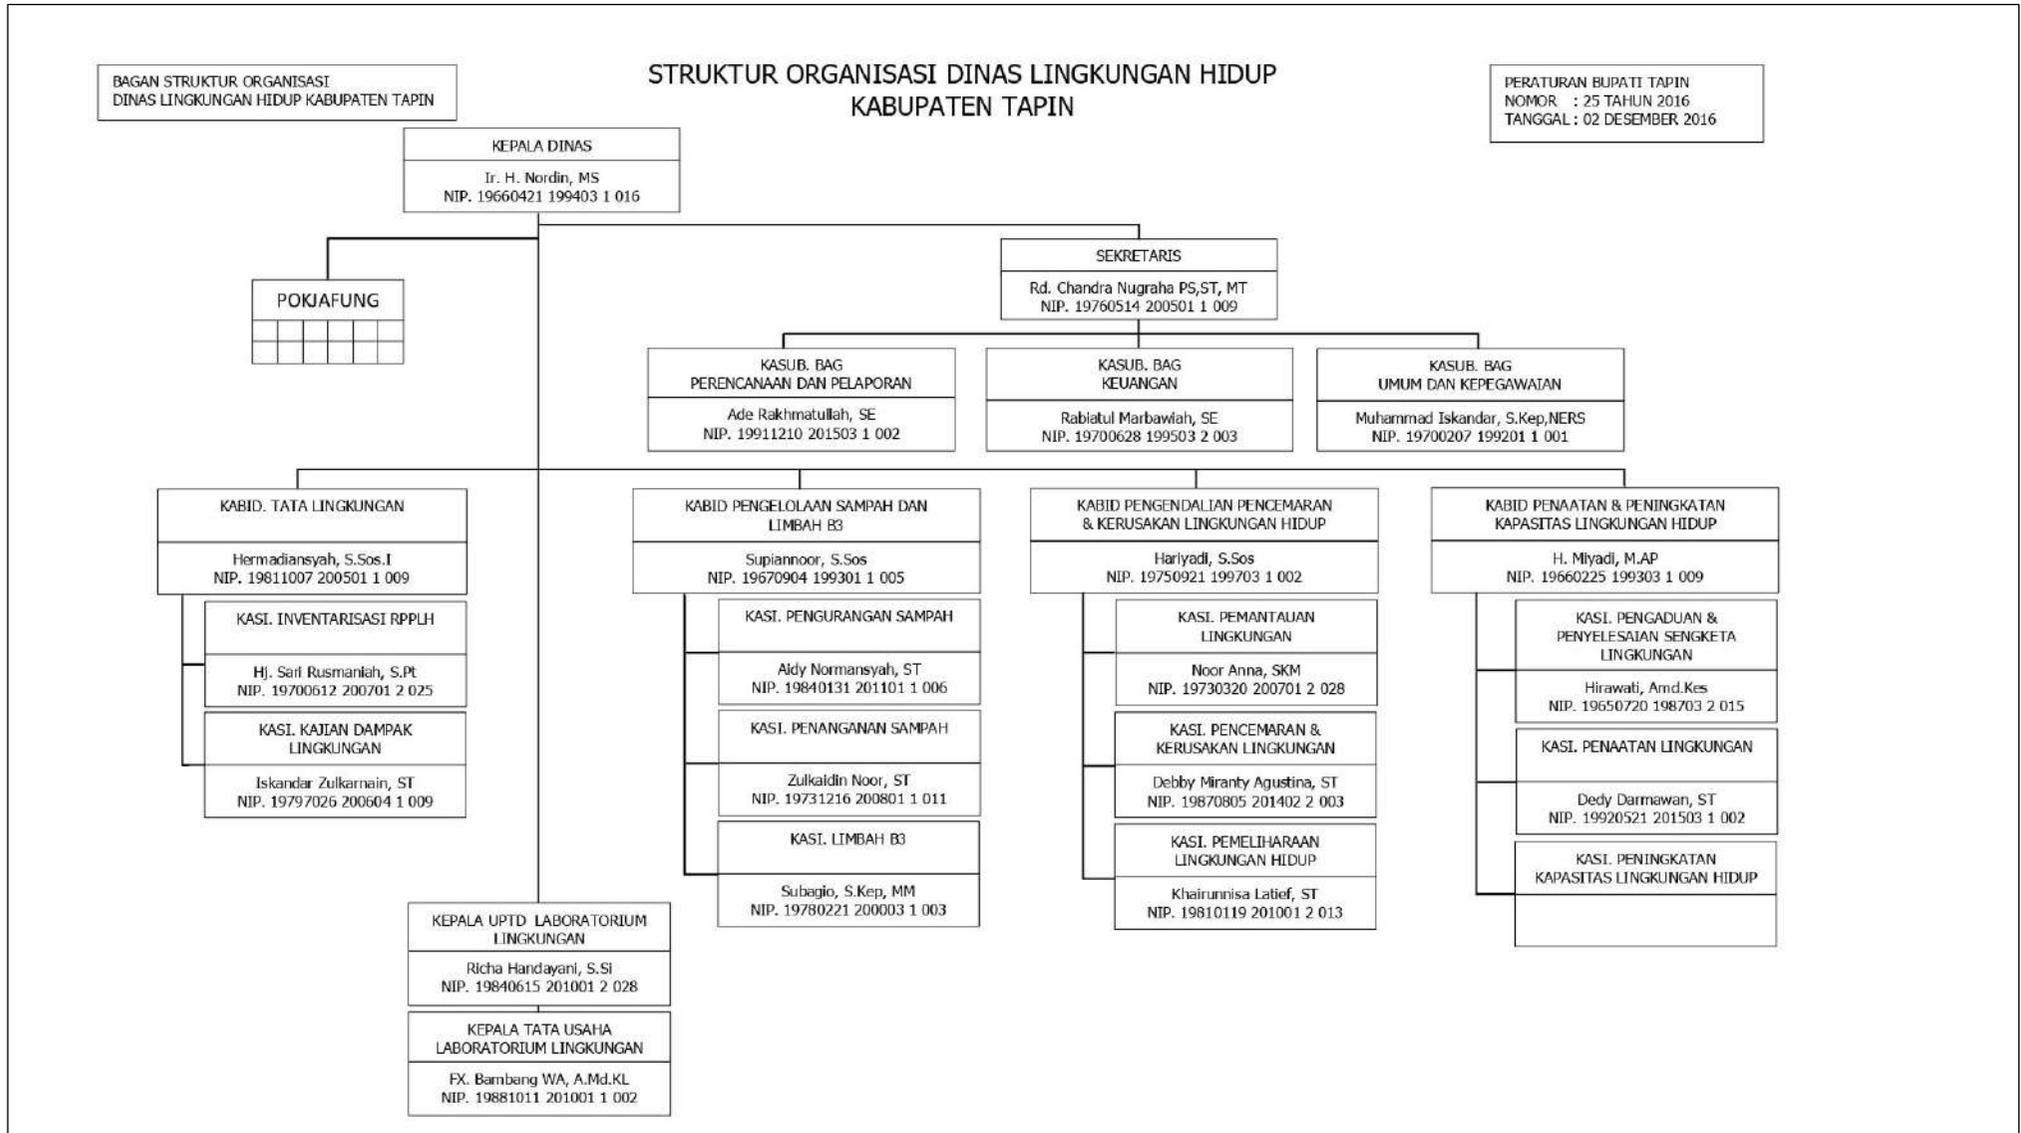 BAGAN STRUKTUR ORGANISASI
DINAS LINGKUNGAN HIDUP KABUPATEN TAPIN
STRUKTUR ORGANISASI DINAS LINGKUNGAN HIDUP
KABUPATEN TAPIN
PERATURAN BUPATI TAPIN
NOMOR : 25 TAHUN 2016
TANGGAL : 02 DESEMBER 2016
KEPALA DINAS
Ir. H. Nordin, MS
NIP. 19660421 199403 1 016
POKJAFUNG
SEKRETARIS
Rd. Chandra Nugraha PS,ST, MT
NIP. 19760514 200501 1 009
KASUB. BAG
PERENCANAAN DAN PELAPORAN
Ade Rakhmatullah, SE
NIP. 19911210 201503 1 002
KASUB. BAG
KEUANGAN
Rabiatul Marbawiah, SE
NIP. 19700628 199503 2 003
KASUB. BAG
UMUM DAN KEPEGAWAIAN
Muhammad Iskandar, S.Kep,NERS
NIP. 19700207 199201 1 001
KABID. TATA LINGKUNGAN
Hermadiansyah, S.Sos.I
NIP. 19811007 200501 1 009
KASI. INVENTARISASI RPPLH
Hj. Sari Rusmaniah, S.Pt
NIP. 19700612 200701 2 025
KASI. KAJIAN DAMPAK
LINGKUNGAN
Iskandar Zulkarnain, ST
NIP. 19797026 200604 1 009
KABID PENGELOLAAN SAMPAH DAN
LIMBAH B3
Supiannoor, S.Sos
NIP. 19670904 199301 1 005
KASI. PENGURANGAN SAMPAH
Aidy Normansyah, ST
NIP. 19840131 201101 1 006
KASI. PENANGANAN SAMPAH
Zulkaidin Noor, ST
NIP. 19731216 200801 1 011
KASI. LIMBAH B3
Subagio, S.Kep, MM
NIP. 19780221 200003 1 003
KABID PENGENDALIAN PENCEMARAN
& KERUSAKAN LINGKUNGAN HIDUP
Hariyadi, S.Sos
NIP. 19750921 199703 1 002
KASI. PEMANTAUAN
LINGKUNGAN
Noor Anna, SKM
NIP. 19730320 200701 2 028
KASI. PENCEMARAN &
KERUSAKAN LINGKUNGAN
Debby Miranty Agustina, ST
NIP. 19870805 201402 2 003
KASI. PEMELIHARAAN
LINGKUNGAN HIDUP
Khairunnisa Latief, ST
NIP. 19810119 201001 2 013
KABID PENAATAN & PENINGKATAN
KAPASITAS LINGKUNGAN HIDUP
H. Miyadi, M.AP
NIP. 19660225 199303 1 009
KASI. PENGADUAN &
PENYELESAIAN SENGKETA
LINGKUNGAN
Hirawati, Amd.Kes
NIP. 19650720 198703 2 015
KASI. PENAATAN LINGKUNGAN
Dedy Darmawan, ST
NIP. 19920521 201503 1 002
KASI. PENINGKATAN
KAPASITAS LINGKUNGAN HIDUP
KEPALA UPTD LABORATORIUM
LINGKUNGAN
Richa Handayani, S.Si
NIP. 19840615 201001 2 028
KEPALA TATA USAHA
LABORATORIUM LINGKUNGAN
FX. Bambang WA, A.Md.KL
NIP. 19881011 201001 1 002